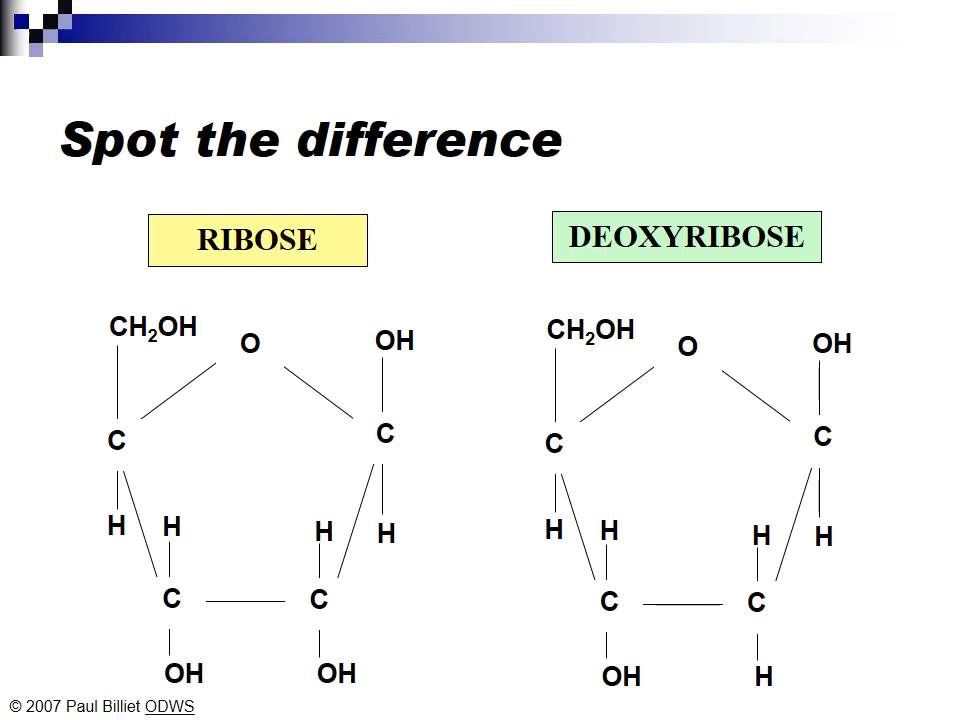 Spot the difference
RIBOSE
DEOXYRIBOSE
CH₂OH O OH
C C
H H H H
C C
OH OH
CH₂OH O OH
C C
H H H H
C C
OH H
© 2007 Paul Billiet ODWS